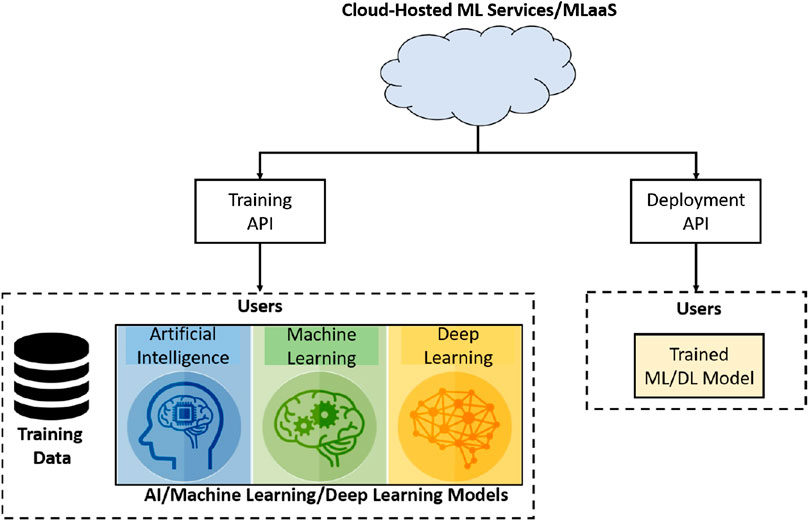 Cloud-Hosted ML Services/MLaaS
Training
API
Deployment
API
Users
Training
Data
Artificial
Intelligence
Machine
Learning
Deep
Learning
AI/Machine Learning/Deep Learning Models
Users
Trained
ML/DL Model